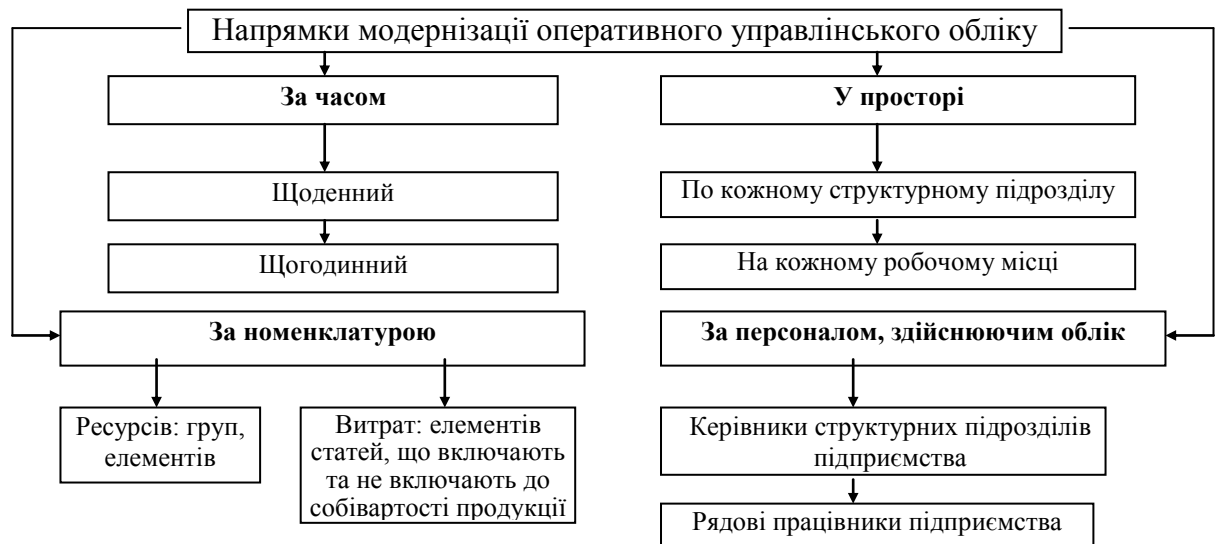 Напрямки модернізації оперативного управлінського обліку
За часом
У просторі
Щоденний
По кожному структурному підрозділу
Щогодинний
На кожному робочому місці
За номенклатурою
За персоналом, здійснюючим облік
Ресурсів: груп,
елементів
Витрат: елементів
статей, що включають
та не включають до
собівартості продукції
Керівники структурних підрозділів
підприємства
Рядові працівники підприємства